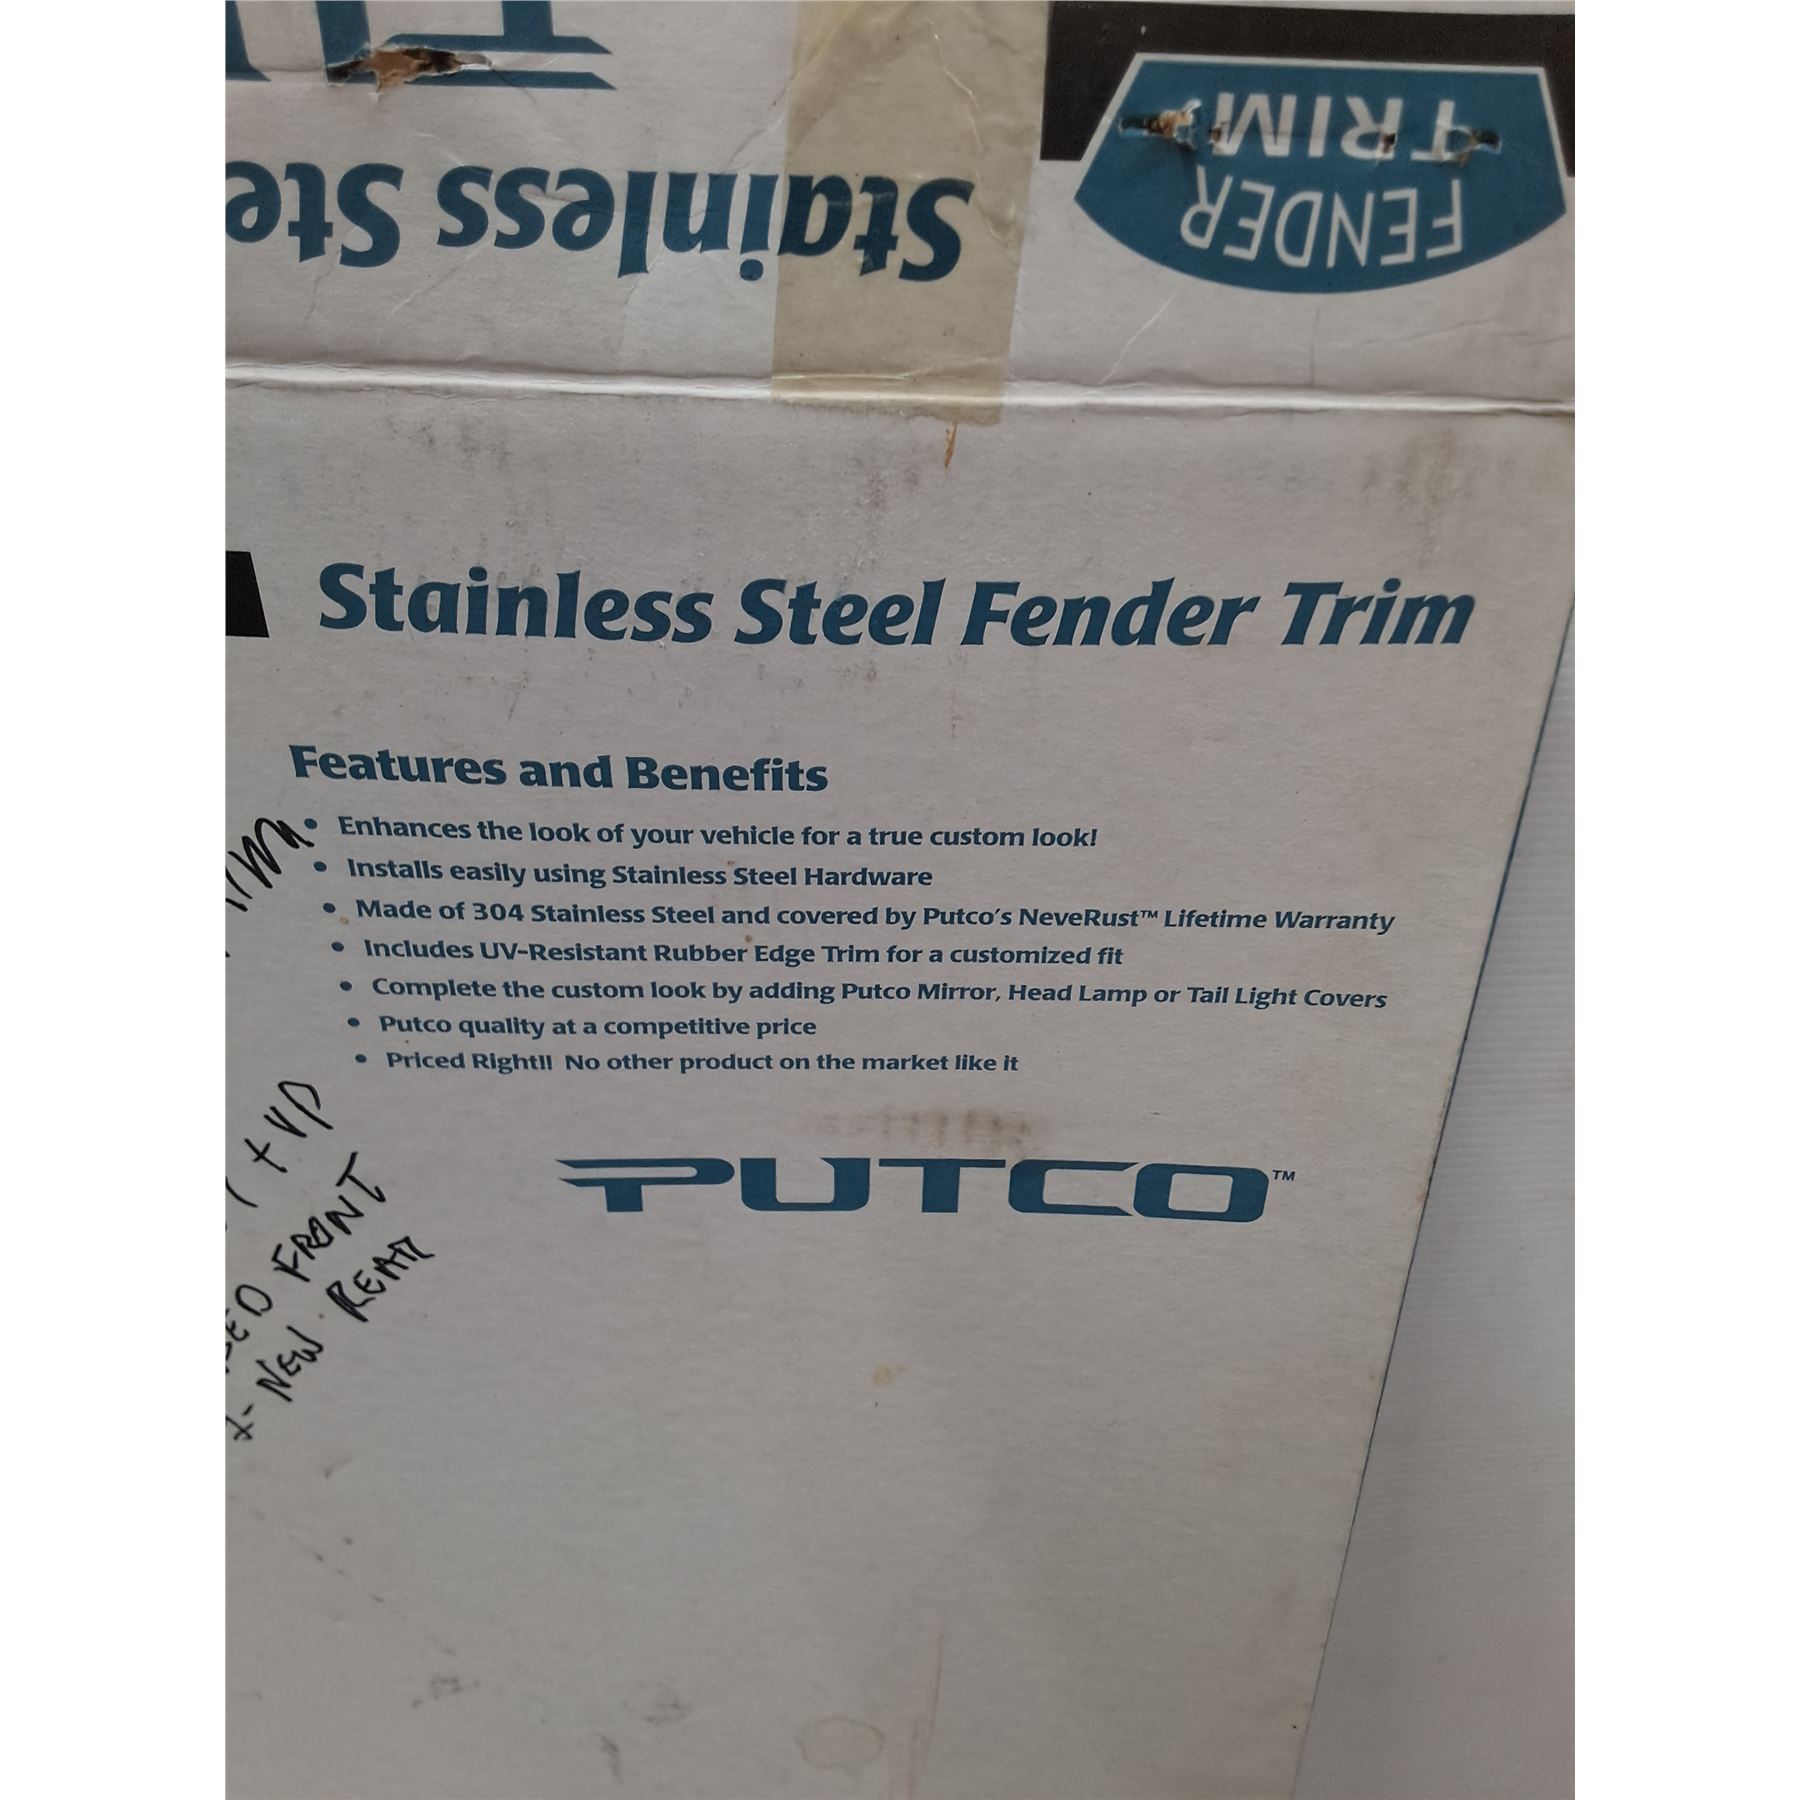 FENDER
TRIM
Stainless Ste
Stainless Steel Fender Trim
Features and Benefits
• Enhances the look of your vehicle for a true custom look!
• Installs easily using Stainless Steel Hardware
• Made of 304 Stainless Steel and covered by Putco's NeveRust™ Lifetime Warranty
• Includes UV-Resistant Rubber Edge Trim for a customized fit
• Complete the custom look by adding Putco Mirror, Head Lamp or Tail Light Covers
• Putco quality at a competitive price
• Priced Right!! No other product on the market like it
PUTCO™
FRONT
NEW REAR